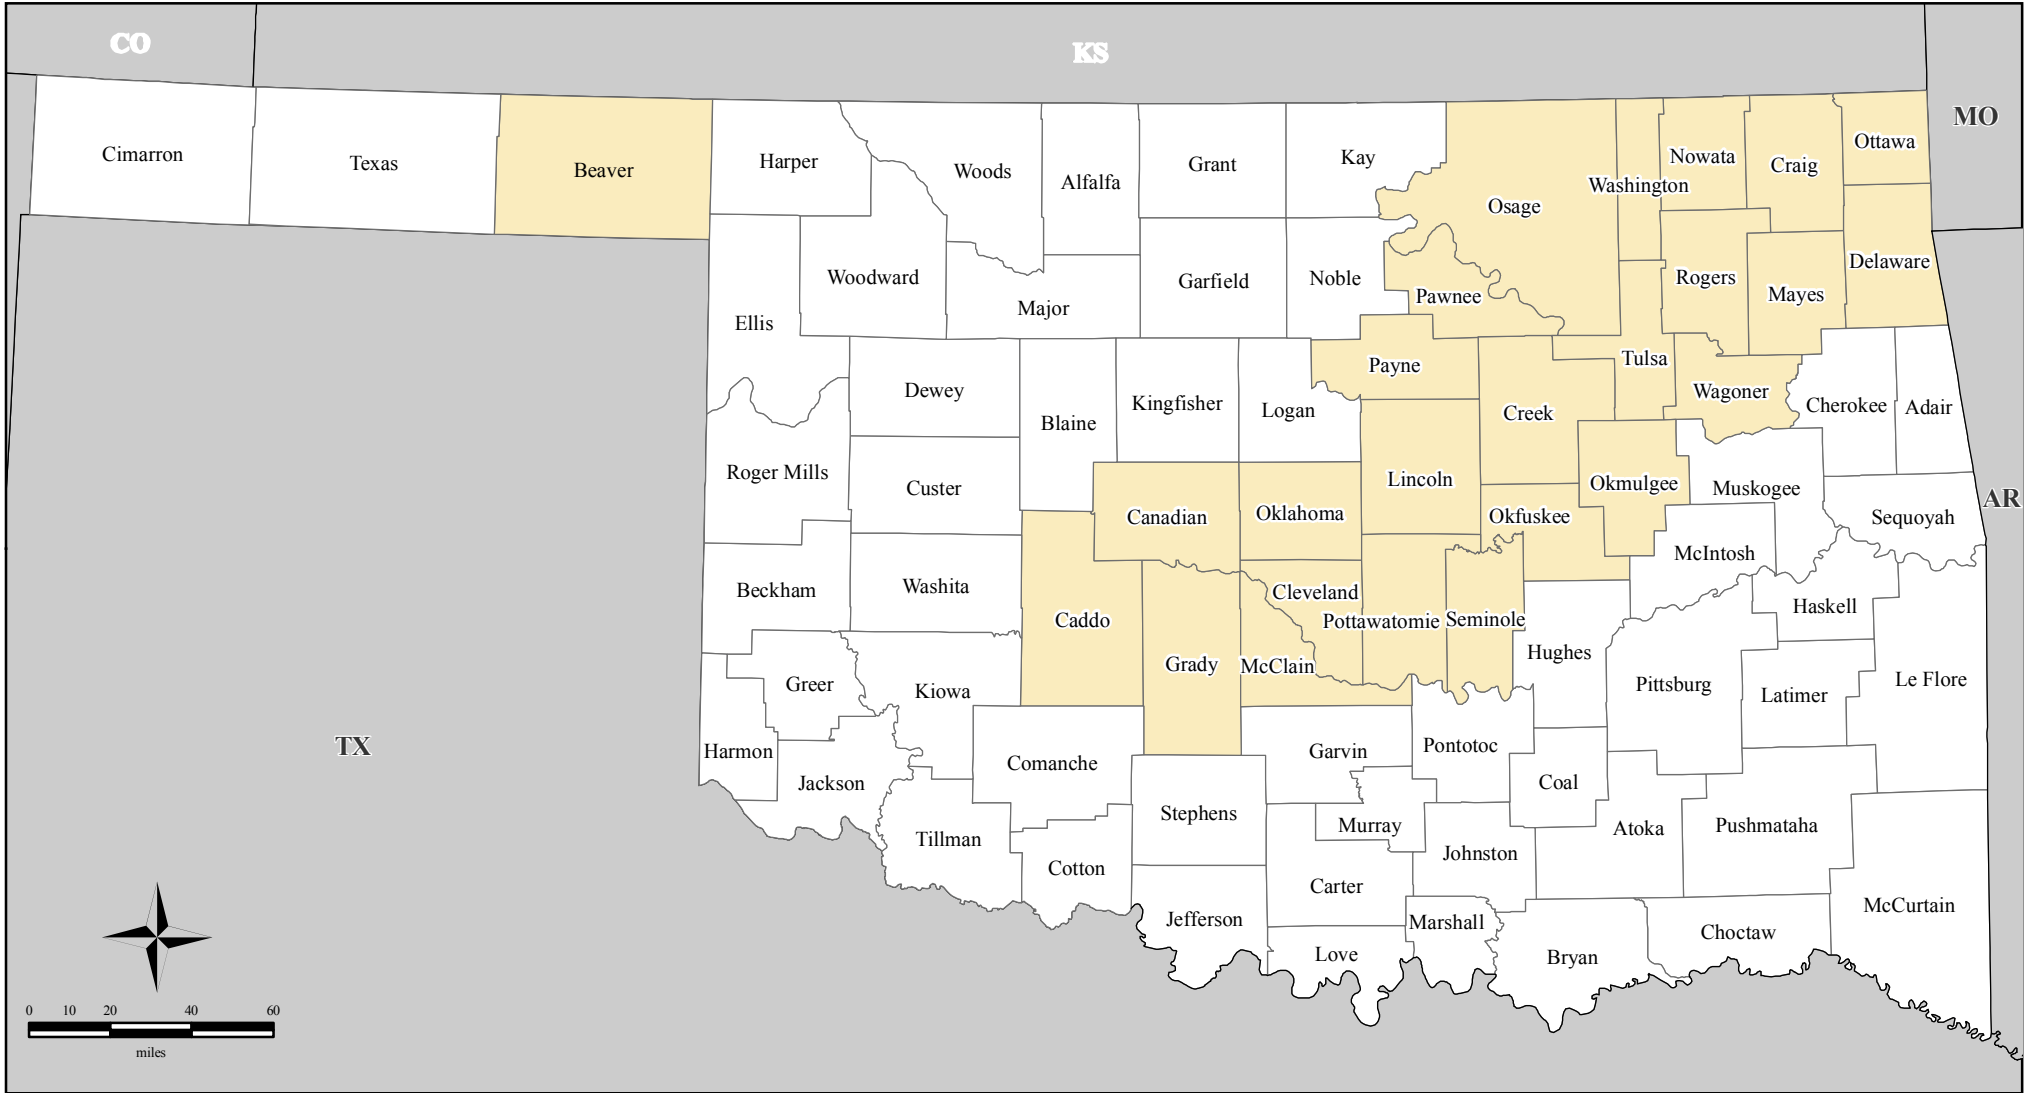 CO
KS
MO
AR
TX
Cimarron
Texas
Beaver
Harper
Woods
Alfalfa
Grant
Kay
Osage
Washington
Nowata
Craig
Ottawa
Ellis
Woodward
Major
Garfield
Noble
Pawnee
Rogers
Mayes
Delaware
Dewey
Blaine
Kingfisher
Logan
Payne
Creek
Tulsa
Wagoner
Cherokee
Adair
Roger Mills
Custer
Canadian
Oklahoma
Lincoln
Okfuskee
Okmulgee
Muskogee
Sequoyah
Beckham
Washita
Caddo
Grady
McClain
Cleveland
Pottawatomie
Seminole
Hughes
McIntosh
Haskell
Pittsburg
Latimer
Le Flore
Greer
Kiowa
Harmon
Jackson
Comanche
Tillman
Cotton
Stephens
Garvin
Murray
Pontotoc
Coal
Johnston
Atoka
Pushmataha
Carter
Jefferson
Love
Marshall
Bryan
Choctaw
McCurtain
0 10 20 40 60
miles